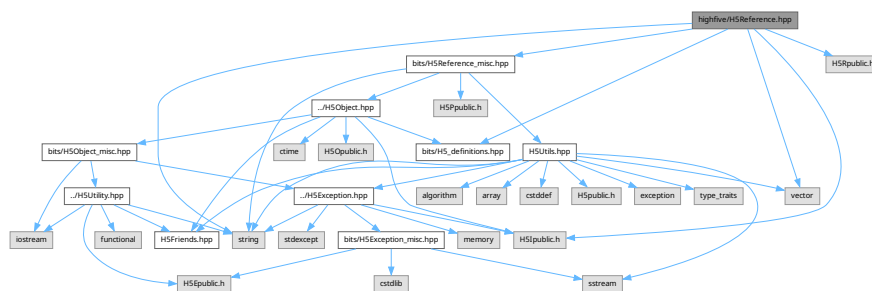 highfive/H5Reference.hpp
bits/H5Reference_misc.hpp
H5Rpublic.h
../H5Object.hpp
H5Ppublic.h
bits/H5Object_misc.hpp
ctime
H5Opublic.h
bits/H5_definitions.hpp
H5Utils.hpp
../H5Utility.hpp
../H5Exception.hpp
algorithm
array
cstddef
H5public.h
exception
type_traits
vector
iostream
functional
H5Friends.hpp
string
stdexcept
bits/H5Exception_misc.hpp
memory
H5Ipublic.h
H5Epublic.h
cstdlib
sstream